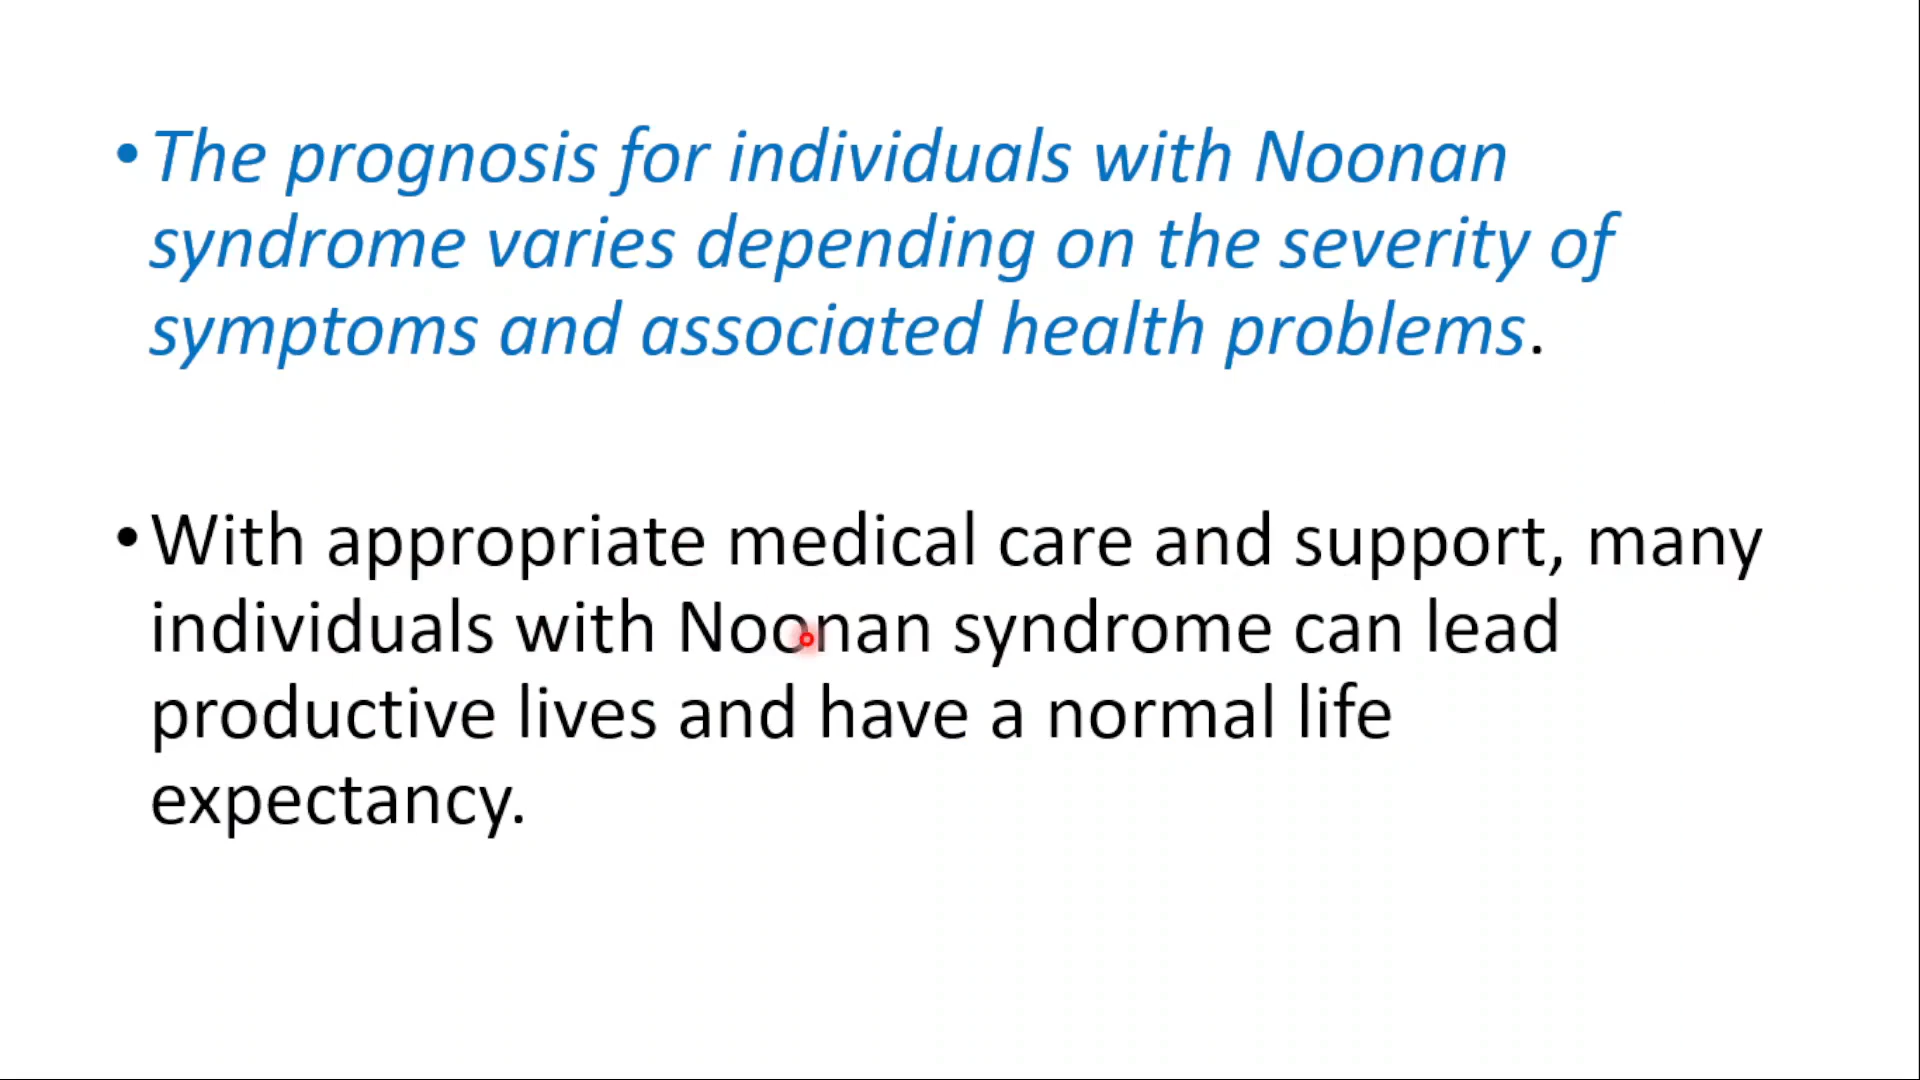 • The prognosis for individuals with Noonan
syndrome varies depending on the severity of
symptoms and associated health problems.
• With appropriate medical care and support, many
individuals with Noonan syndrome can lead
productive lives and have a normal life
expectancy.